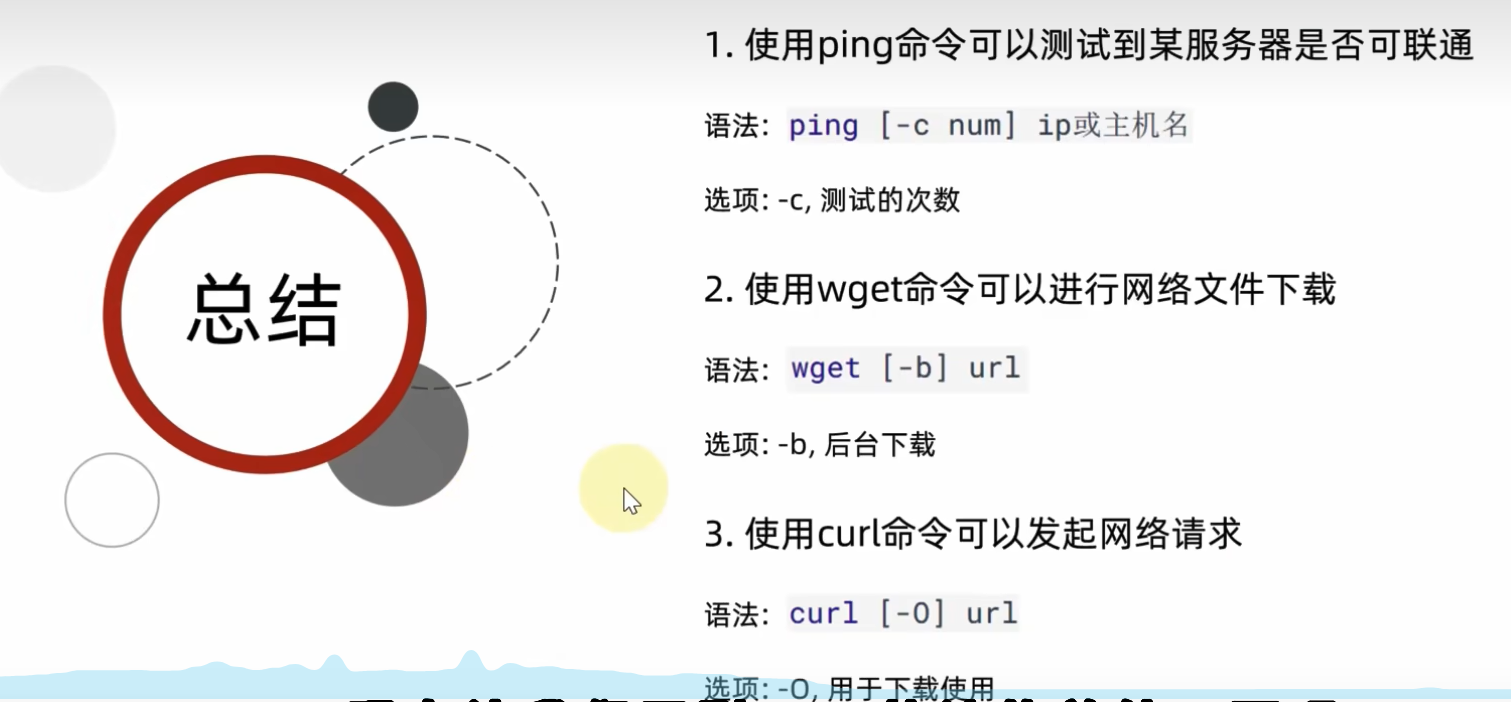 总结
1. 使用ping命令可以测试到某服务器是否可联通
语法: ping [-c num] ip或主机名
选项: -c, 测试的次数
2. 使用wget命令可以进行网络文件下载
语法: wget [-b] url
选项: -b, 后台下载
3. 使用curl命令可以发起网络请求
语法: curl [-O] url
选项: -O, 用于下载使用